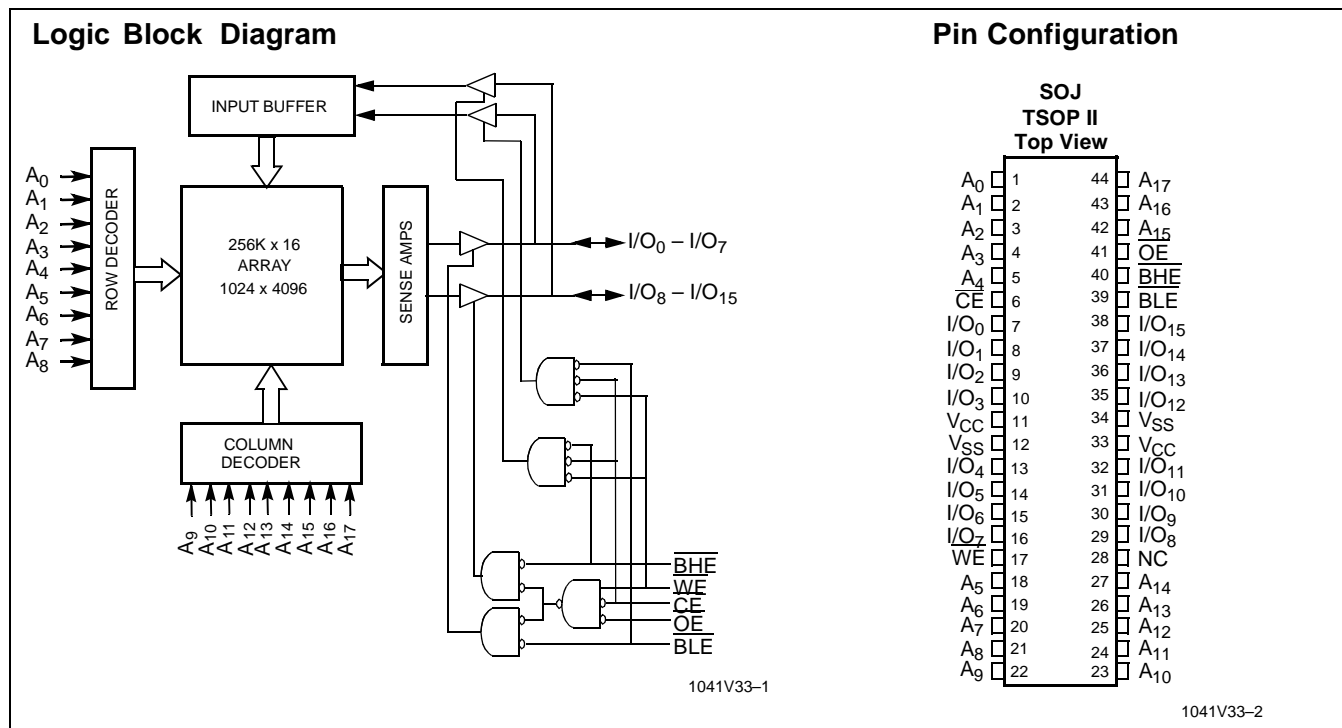 Logic Block Diagram
INPUT BUFFER
A0
A1
A2
A3
A4
A5
A6
A7
A8
ROW DECODER
256K x 16
ARRAY
1024 x 4096
SENSE AMPS
I/O0 – I/O7
I/O8 – I/O15
COLUMN
DECODER
A9
A10
A11
A12
A13
A14
A15
A16
A17
BHE
WE
CE
OE
BLE
1041V33–1
Pin Configuration
SOJ
TSOP II
Top View
A0 1 44 A17
A1 2 43 A16
A2 3 42 A15
A3 4 41 OE
A4 5 40 BHE
CE 6 39 BLE
I/O0 7 38 I/O15
I/O1 8 37 I/O14
I/O2 9 36 I/O13
I/O3 10 35 I/O12
VCC 11 34 VSS
VSS 12 33 VCC
I/O4 13 32 I/O11
I/O5 14 31 I/O10
I/O6 15 30 I/O9
I/O7 16 29 I/O8
WE 17 28 NC
A5 18 27 A14
A6 19 26 A13
A7 20 25 A12
A8 21 24 A11
A9 22 23 A10
1041V33–2